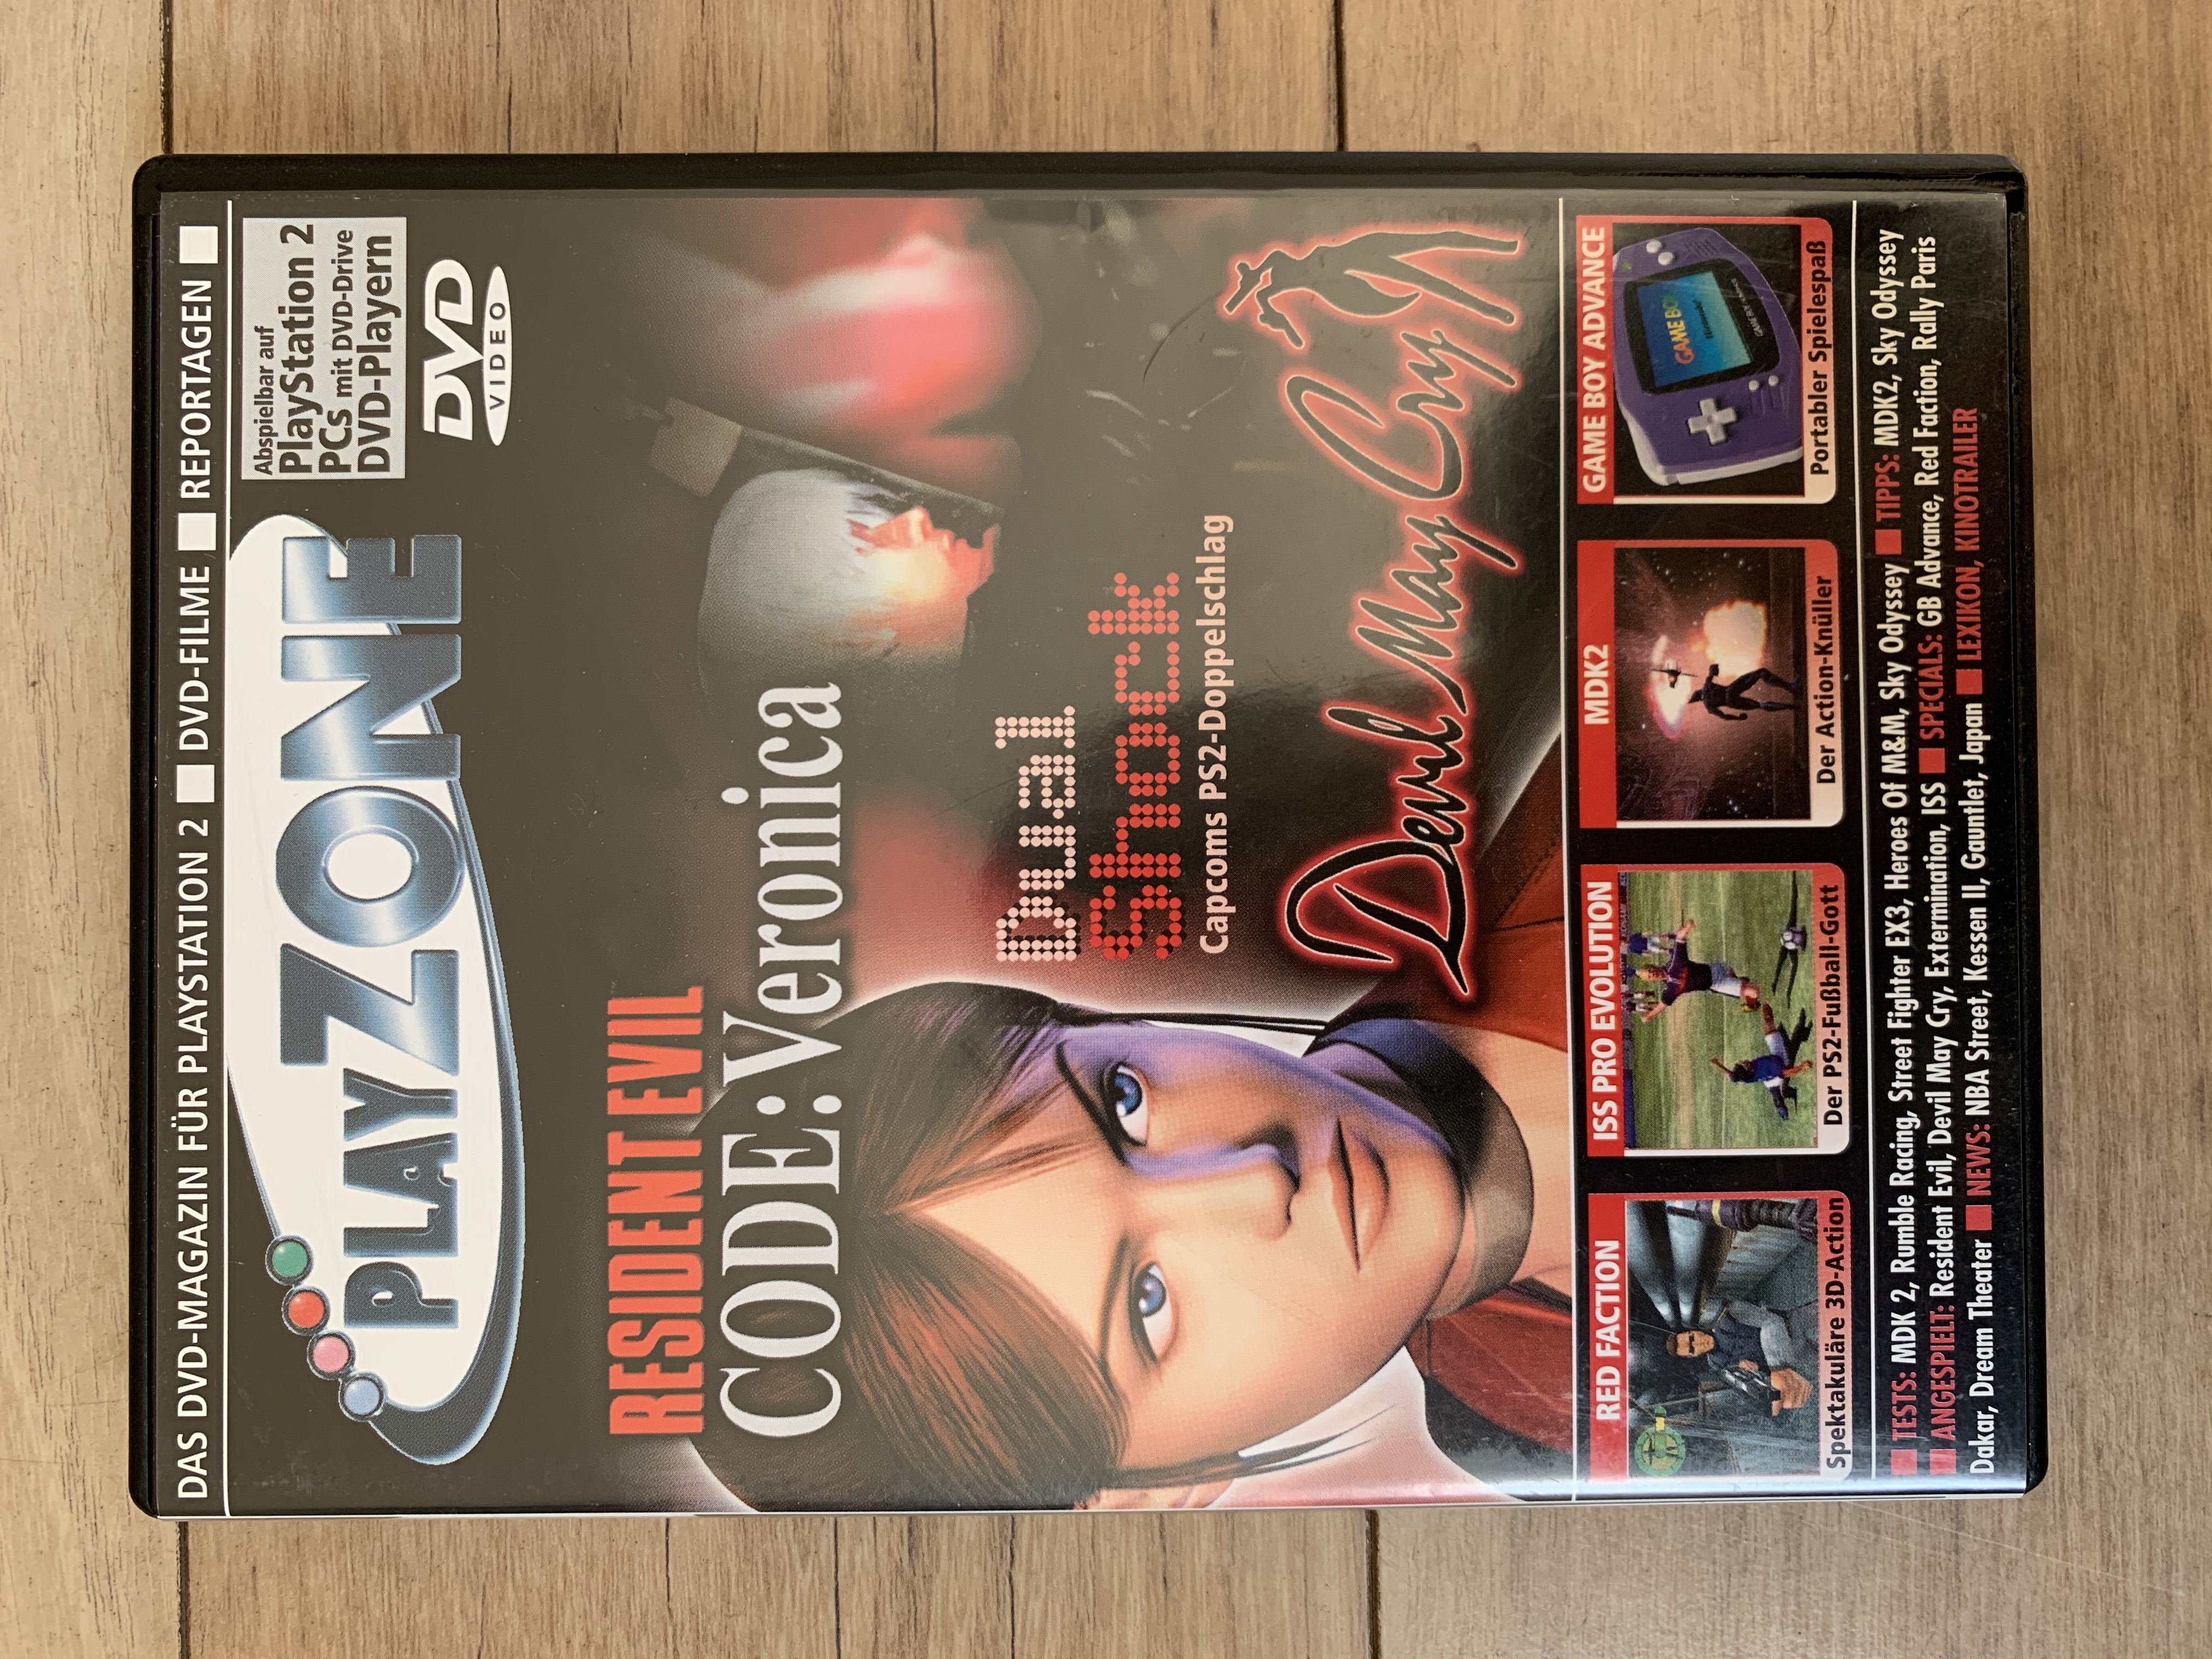 DAS DVD-MAGAZIN FÜR PLAYSTATION 2 ■ DVD-FILME ■ REPORTAGEN ■
PLAYZONE
Abspielbar auf
PlayStation 2
PCs mit DVD-Drive
DVD-Playern
DVD
VIDEO
RESIDENT EVIL
CODE: Veronica
Dual
Shock
Capcoms PS2-Doppelschlag
Devil May Cry
RED FACTION
Spektakuläre 3D-Action
ISS PRO EVOLUTION
Der PS2-Fußball-Gott
MDK2
Der Action-Knüller
GAME BOY ADVANCE
GAME BOY
Nintendo
Portabler Spielespaß
■ TESTS: MDK 2, Rumble Racing, Street Fighter EX3, Heroes Of M&M, Sky Odyssey ■ TIPPS: MDK2, Sky Odyssey
■ ANGESPIELT: Resident Evil, Devil May Cry, Extermination, ISS ■ SPECIALS: GB Advance, Red Faction, Rally Paris
Dakar, Dream Theater ■ NEWS: NBA Street, Kessen II, Gauntlet, Japan ■ LEXIKON, KINOTRAILER